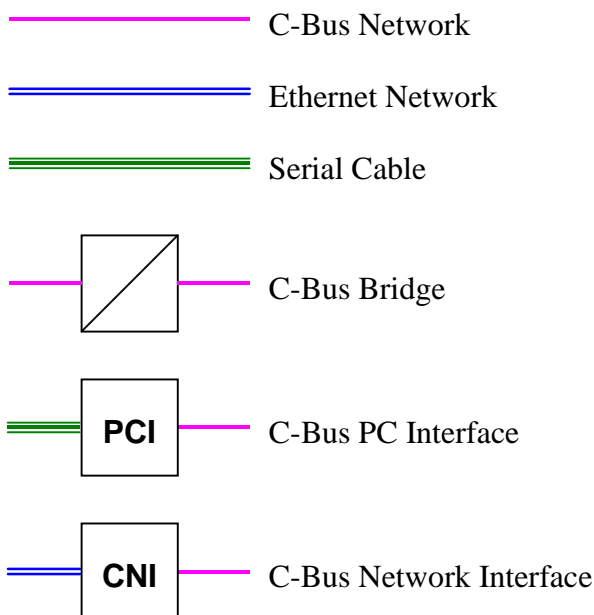 C-Bus Network
Ethernet Network
Serial Cable
C-Bus Bridge
PCI C-Bus PC Interface
CNI C-Bus Network Interface